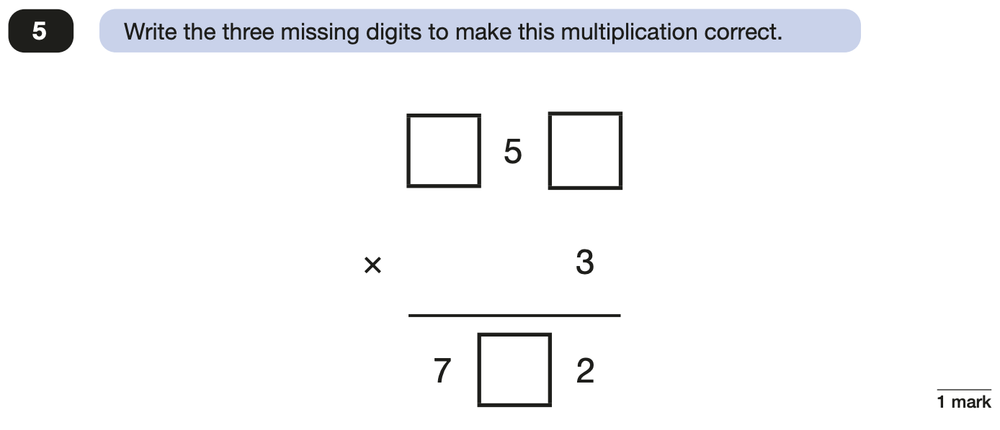 5 Write the three missing digits to make this multiplication correct.
5
× 3
7 2
1 mark